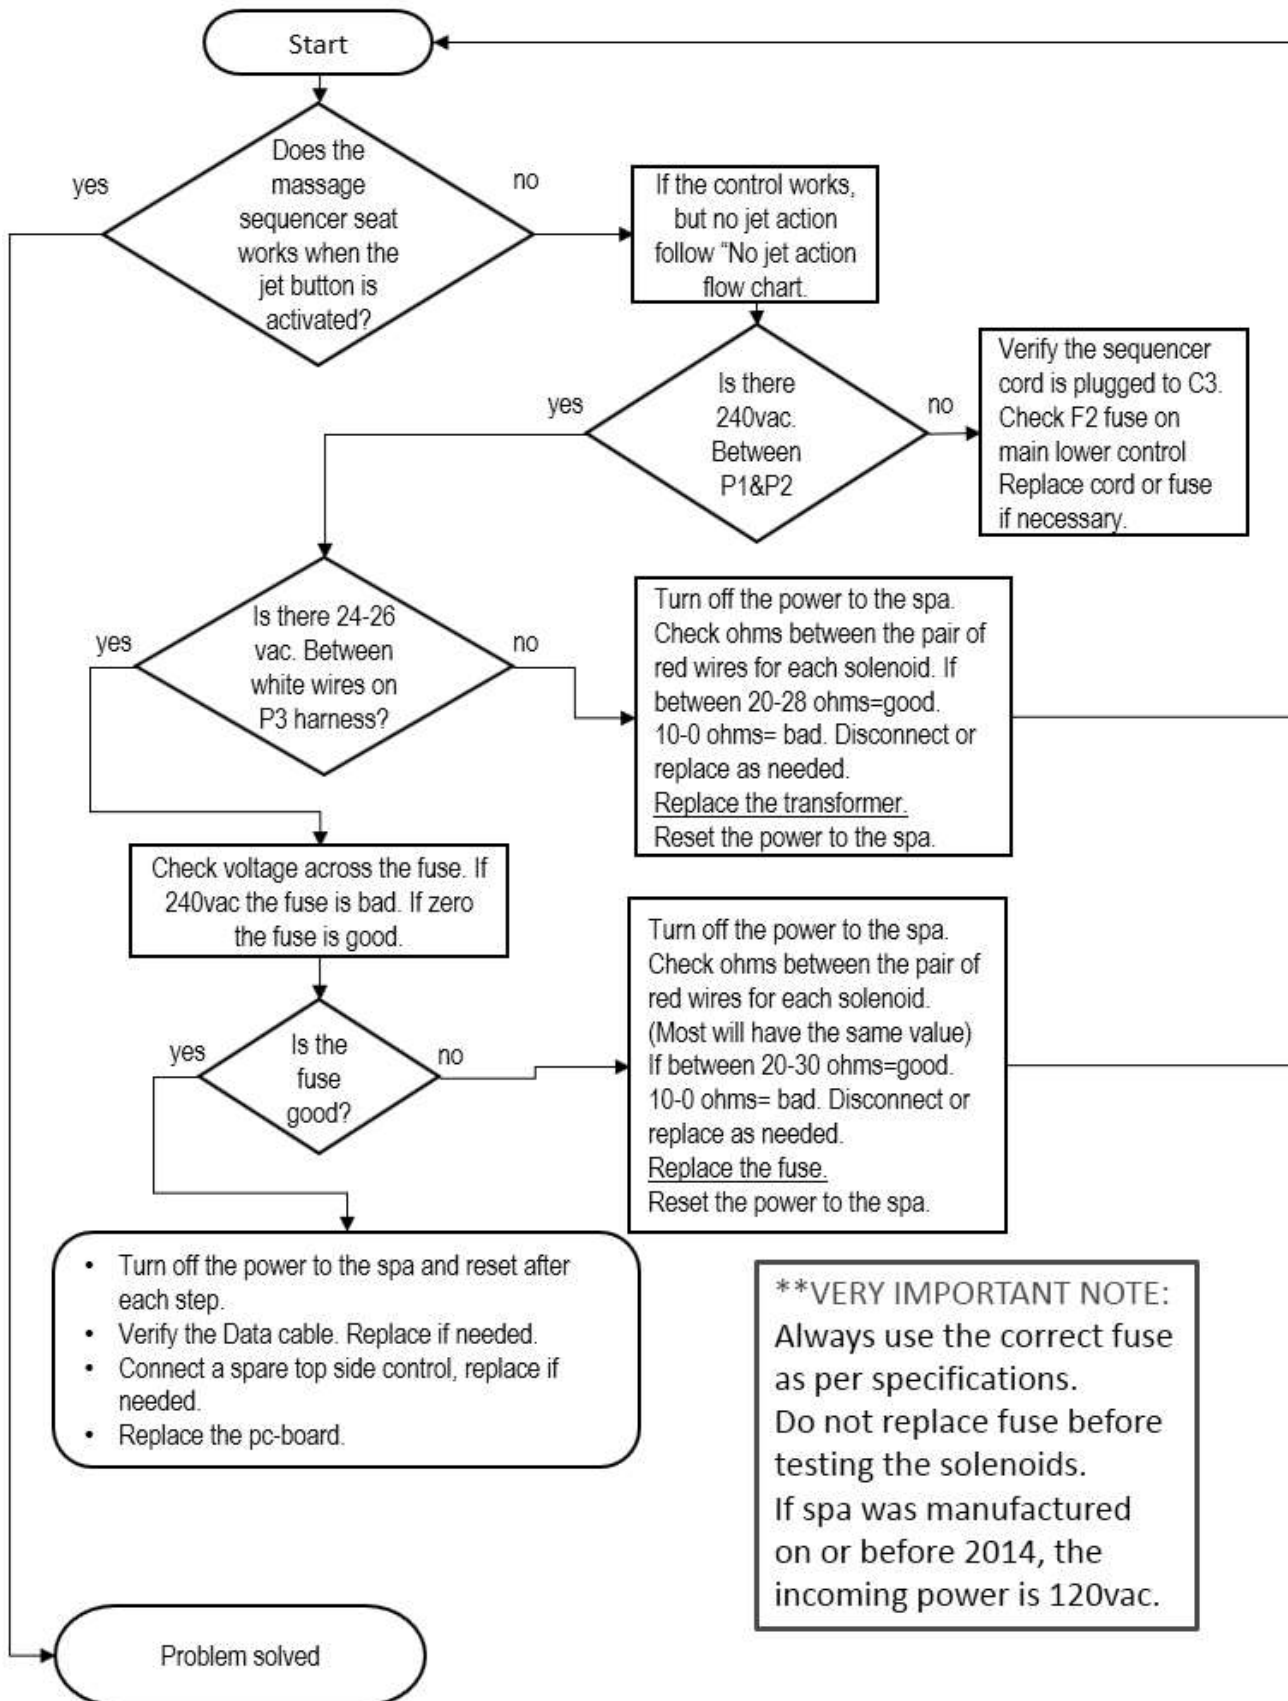 Start
Does the
massage
sequencer seat
works when the
jet button is
activated?
yes
no
If the control works,
but no jet action
follow “No jet action
flow chart.
Is there
240vac.
Between
P1&P2
yes
no
Verify the sequencer
cord is plugged to C3.
Check F2 fuse on
main lower control
Replace cord or fuse
if necessary.
Is there 24-26
vac. Between
white wires on
P3 harness?
yes
no
Turn off the power to the spa.
Check ohms between the pair of
red wires for each solenoid. If
between 20-28 ohms=good.
10-0 ohms= bad. Disconnect or
replace as needed.
Replace the transformer.
Reset the power to the spa.
Check voltage across the fuse. If
240vac the fuse is bad. If zero
the fuse is good.
Is the
fuse
good?
yes
no
Turn off the power to the spa.
Check ohms between the pair of
red wires for each solenoid.
(Most will have the same value)
If between 20-30 ohms=good.
10-0 ohms= bad. Disconnect or
replace as needed.
Replace the fuse.
Reset the power to the spa.
• Turn off the power to the spa and reset after
each step.
• Verify the Data cable. Replace if needed.
• Connect a spare top side control, replace if
needed.
• Replace the pc-board.
**VERY IMPORTANT NOTE:
Always use the correct fuse
as per specifications.
Do not replace fuse before
testing the solenoids.
If spa was manufactured
on or before 2014, the
incoming power is 120vac.
Problem solved